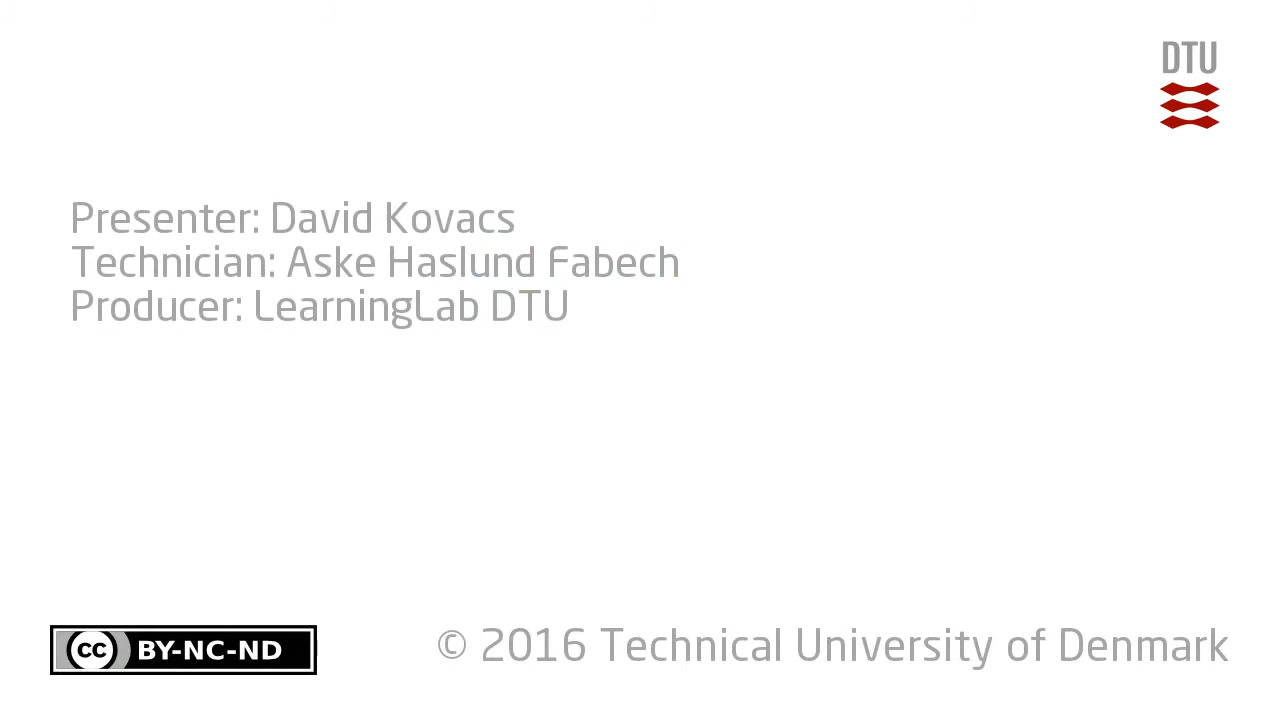 DTU
Presenter: David Kovacs
Technician: Aske Haslund Fabech
Producer: LearningLab DTU
cc BY-NC-ND
© 2016 Technical University of Denmark